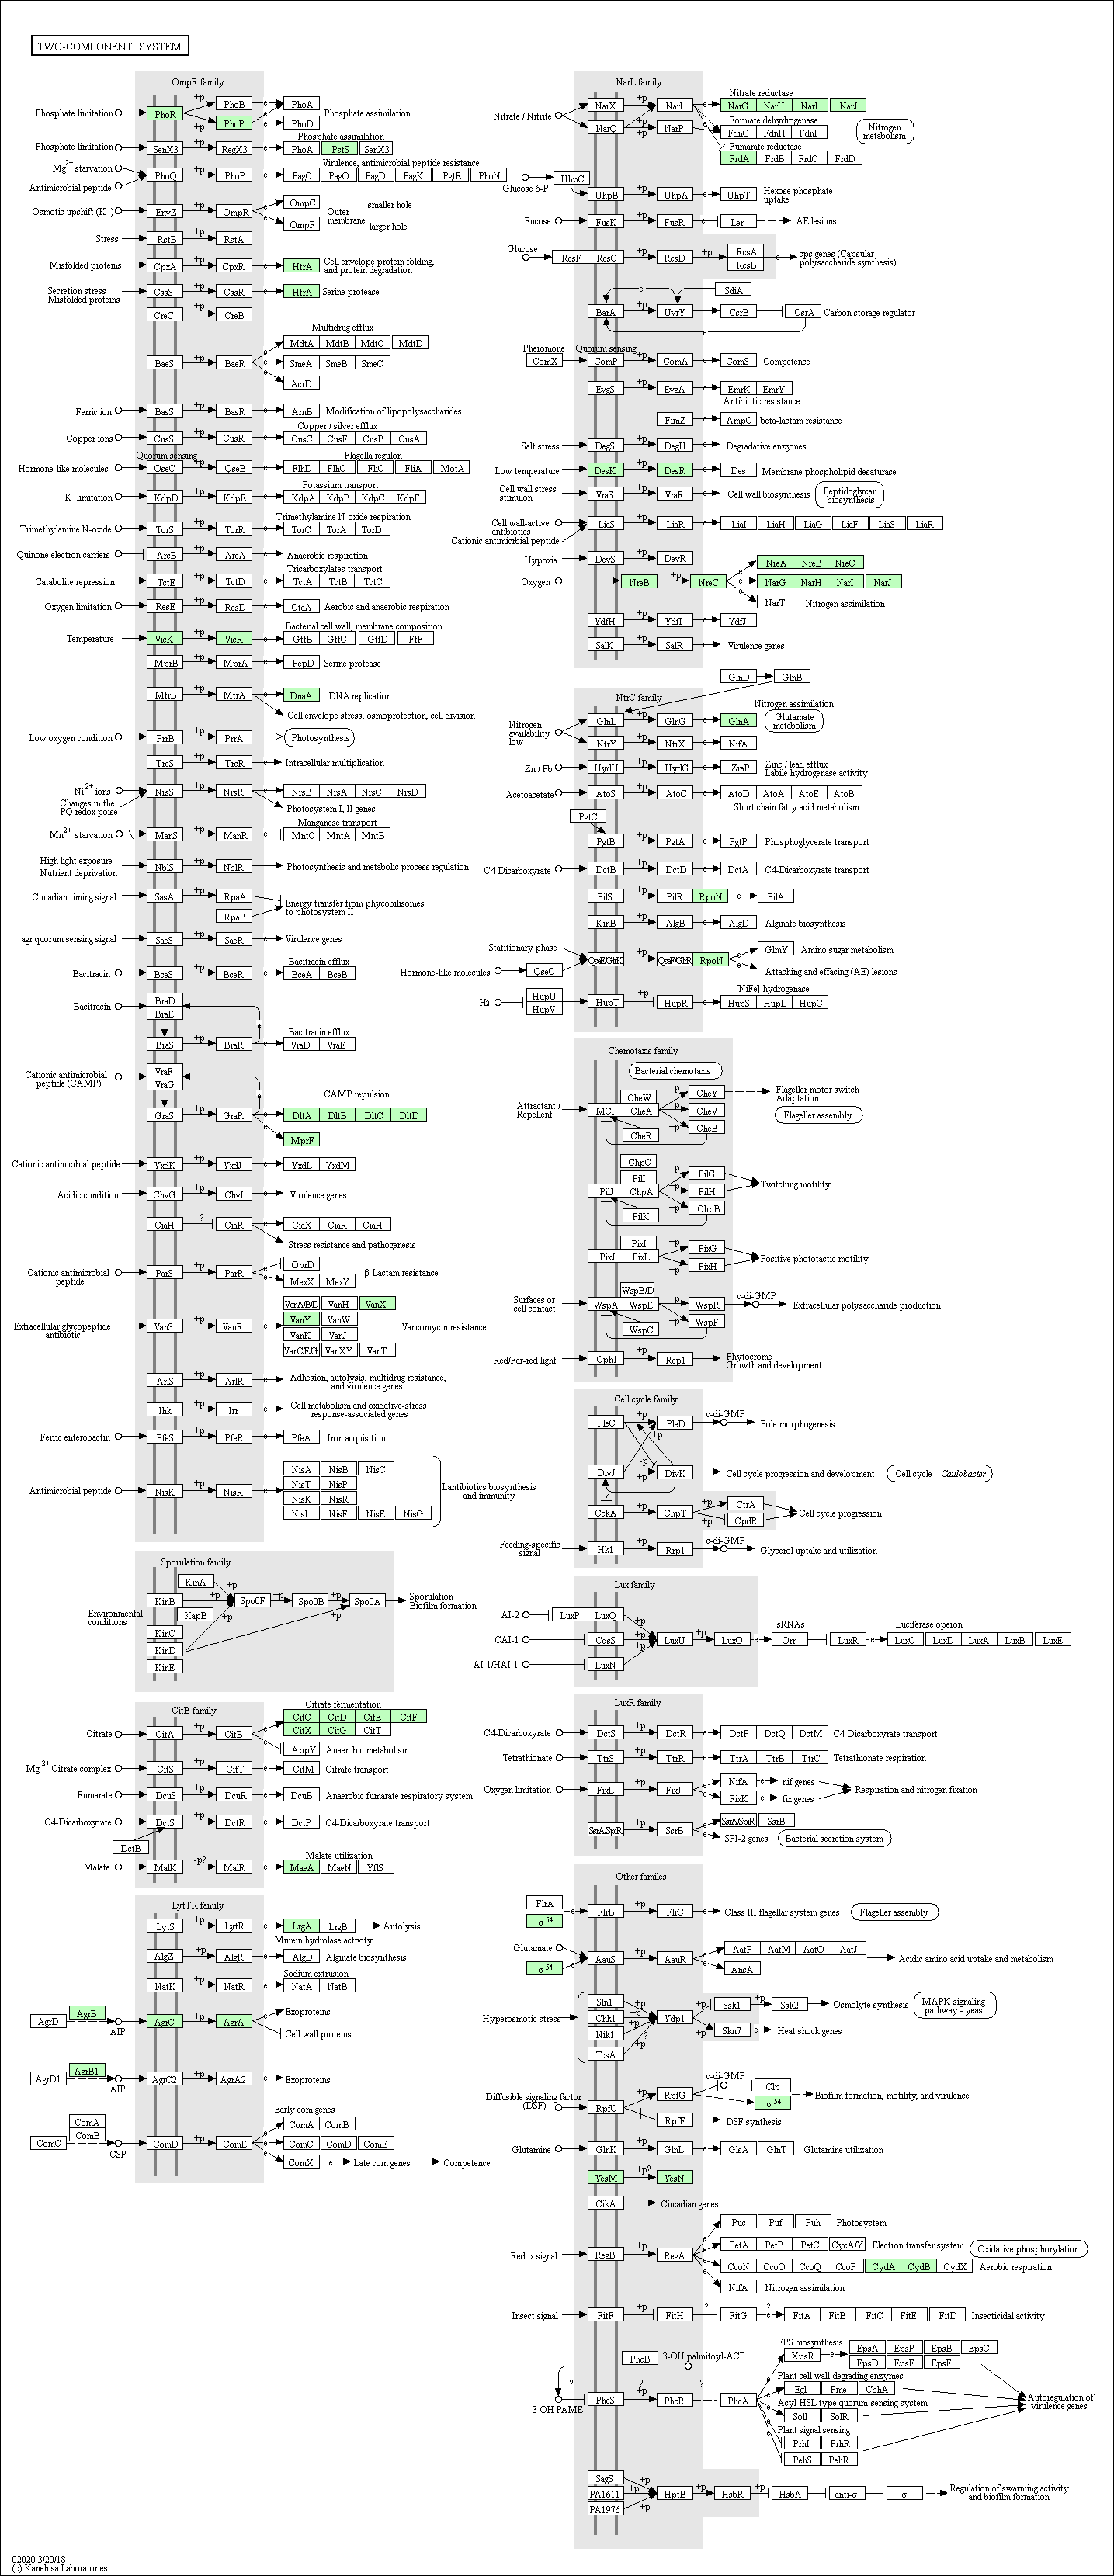 TWO-COMPONENT SYSTEM
OmpR family
Phosphate limitation PhoR +p PhoB e PhoA
Phosphate assimilation
+p PhoP e PhoD
Phosphate assimilation
Phosphate limitation SenX3 +p RegX3 e PhoA PstS SenX3
Virulence, antimicrobial peptide resistance
Mg2+ starvation
Antimicrobial peptide
PhoQ +p PhoP e PagC PagO PagD PagK PgtE PhoN
Osmotic upshift (K+) EnvZ +p OmpR e OmpC smaller hole
Outer membrane
e OmpF larger hole
Stress RstB +p RstA
Misfolded proteins CpxA +p CpxR e HtrA Cell envelope protein folding, and protein degradation
Secretion stress
Misfolded proteins
CssS +p CssR e HtrA Serine protease
CreC +p CreB
Multidrug efflux
MdtA MdtB MdtC MdtD
BaeS +p BaeR e SmeA SmeB SmeC
AcrD
Ferric ion BasS +p BasR e ArnB Modification of lipopolysaccharides
Copper / silver efflux
Copper ions CusS +p CusR e CusC CusF CusB CusA
Quorum sensing
Flagella regulon
Hormone-like molecules QseC +p QseB e FlhD FlhC FliC FliA MotA
Potassium transport
K+ limitation KdpD +p KdpE e KdpA KdpB KdpC KdpF
Trimethylamine N-oxide respiration
Trimethylamine N-oxide TorS +p TorR e TorC TorA TorD
Quinone electron carriers ArcB +p ArcA e Anaerobic respiration
Tricarboxylates transport
Catabolite repression TctE +p TctD e TctA TctB TctC
Oxygen limitation ResE +p ResD e CtaA Aerobic and anaerobic respiration
Bacterial cell wall, membrane composition
Temperature VicK +p VicR e GtfB GtfC GtfD FtF
MprB +p MprA e PepD Serine protease
MtrB +p MtrA e DnaA DNA replication
Cell envelope stress, osmoprotection, cell division
Low oxygen condition PrrB +p PrrA Photosynthesis
TrcS +p TrcR e Intracellular multiplication
Ni2+ ions
Changes in the PQ redox poise
NrsS +p NrsR e NrsB NrsA NrsC NrsD
Photosystem I, II genes
Manganese transport
Mn2+ starvation ManS +p ManR e MntC MntA MntB
High light exposure
Nutrient deprivation
NblS +p NblR e Photosynthesis and metabolic process regulation
Circadian timing signal SasA +p RpaA
RpaB
Energy transfer from phycobilisomes to photosystem II
agr quorum sensing signal SaeS +p SaeR e Virulence genes
Bacitracin efflux
Bacitracin BceS +p BceR e BceA BceB
Bacitracin BraD
BraE
e
Bacitracin efflux
BraS +p BraR e VraD VraE
Cationic antimicrobial peptide (CAMP)
VraF
VraG
e
CAMP repulsion
GraS +p GraR e DltA DltB DltC DltD
e MprF
Cationic antimicrbial peptide YxdK +p YxdJ e YxdL YxdM
Acidic condition ChvG +p ChvI e Virulence genes
CiaH ? CiaR e CiaX CiaR CiaH
Stress resistance and pathogenesis
Cationic antimicrobial peptide
ParS +p ParR e OprD
e MexX MexY
β-Lactam resistance
VanA/B/D VanH VanX
Extracellular glycopeptide antibiotic
VanS +p VanR e VanY VanW
Vancomycin resistance
VanK VanJ
VanC/E/G VanXY VanT
ArlS +p ArlR e Adhesion, autolysis, multidrug resistance, and virulence genes
Ihk +p Irr e Cell metabolism and oxidative-stress response-associated genes
Ferric enterobactin PfeS +p PfeR e PfeA Iron acquisition
NisA NisB NisC
NisT NisP
Antimicrobial peptide NisK +p NisR e NisK NisR
NisI NisF NisE NisG
Lantibiotics biosynthesis and immunity
Sporulation family
Environmental conditions
KinA +p
KinB +p Spo0F +p Spo0B +p Spo0A
KapB +p
KinC
KinD
KinE
Sporulation
Biofilm formation
CitB family
Citrate fermentation
Citrate CitA +p CitB e CitC CitD CitE CitF
CitX CitG CitT
e AppY Anaerobic metabolism
Mg2+-Citrate complex CitS +p CitT e CitM Citrate transport
Fumarate DcuS +p DcuR e DcuB Anaerobic fumarate respiratory system
C4-Dicarboxyrate DctS +p DctR e DctP C4-Dicarboxyrate transport
DctB
Malate utilization
Malate MalK -p? MalR e MaeA MaeN YflS
LytTR family
LytS +p LytR e LrgA LrgB Autolysis
Murein hydrolase activity
AlgZ +p AlgR e AlgD Alginate biosynthesis
Sodium extrusion
NatK +p NatR e NatA NatB
AgrD AgrB AIP AgrC +p AgrA e Exoproteins
Cell wall proteins
AgrD1 AgrB1 AIP AgrC2 +p AgrA2 e Exoproteins
ComC ComA ComB CSP ComD +p ComE
Early com genes
e ComA ComB
e ComC ComD ComE
e ComX e Late com genes Competence
NarL family
Nitrate reductase
Nitrate / Nitrite NarX +p NarL e NarG NarH NarI NarJ
Formate dehydrogenase
NarQ +p NarP FdnG FdnH FdnI
Nitrogen metabolism
Fumarate reductase
FrdA FrdB FrdC FrdD
Glucose 6-P UhpC
UhpB +p UhpA e UhpT Hexose phosphate uptake
Fucose FusK +p FusR e Ler AE lesions
Glucose RcsF RcsC +p RcsD +p RcsA
RcsB
e cps genes (Capsular polysaccharide synthesis)
e SdiA
BarA +p UvrY e CsrB CsrA Carbon storage regulator
e
Pheromone Quorum sensing
ComX ComP +p ComA e ComS Competence
EvgS +p EvgA e EmrK EmrY
Antibiotic resistance
FimZ e AmpC beta-lactam resistance
Salt stress DegS +p DegU e Degradative enzymes
Low temperature DesK +p DesR e Des Membrane phospholipid desaturase
Cell wall stress stimulon
VraS +p VraR e Cell wall biosynthesis Peptidoglycan biosynthesis
Cell wall-active antibiotics
Cationic antimicrbial peptide
LiaS +p LiaR e LiaI LiaH LiaG LiaF LiaS LiaR
Hypoxia DevS +p DevR
NreA NreB NreC
Oxygen NreB +p NreC e NarG NarH NarI NarJ
e NarT Nitrogen assimilation
YdfH +p YdfI e YdfJ
SalK +p SalR e Virulence genes
GlnD GlnB
NtrC family
Nitrogen assimilation
Nitrogen availability low
GlnL +p GlnG e GlnA Glutamate metabolism
NtrY +p NtrX e NifA
Zn / Pb HydH +p HydG e ZraP Zinc / lead efflux
Labile hydrogenase activity
Acetoacetate AtoS +p AtoC e AtoD AtoA AtoE AtoB
Short chain fatty acid metabolism
PgtC
PgtB +p PgtA e PgtP Phosphoglycerate transport
C4-Dicarboxyrate DctB +p DctD e DctA C4-Dicarboxyrate transport
PilS +p PilR RpoN e PilA
KinB +p AlgB e AlgD Alginate biosynthesis
Statitionary phase
Hormone-like molecules QseC QseE/GlrK +p QseF/GlrR RpoN e GlmY Amino sugar metabolism
e Attaching and effacing (AE) lesions
[NiFe] hydrogenase
H2 HupU
HupV
HupT +p HupR e HupS HupL HupC
Chemotaxis family
Bacterial chemotaxis
Attractant / Repellent
CheW
MCP CheA +p CheY
+p CheV
+p CheB
CheR
Flageller motor switch
Adaptation
Flageller assembly
ChpC
PilI
PilJ ChpA +p PilG
+p PilH
+p ChpB
PilK
Twitching motility
PixI
PixJ PixL +p PixG
+p PixH
Positive phototactic motility
Surfaces or cell contact
WspB/D
WspA WspE +p WspR c-di-GMP Extracellular polysaccharide production
+p WspF
WspC
Red/Far-red light Cph1 +p Rcp1 Phytocrome
Growth and development
Cell cycle family
PleC +p PleD c-di-GMP Pole morphogenesis
+p
DivJ -p +p DivK Cell cycle progression and development Cell cycle - Caulobacter
CckA +p ChpT +p CtrA
+p CpdR
Cell cycle progression
Feeding-specific signal
Hk1 +p Rrp1 c-di-GMP Glycerol uptake and utilization
Lux family
AI-2 LuxP LuxQ +p sRNAs Luciferase operon
CAI-1 CqsS +p LuxU +p LuxO e Qrr LuxR e LuxC LuxD LuxA LuxB LuxE
AI-1/HAI-1 LuxN +p
LuxR family
C4-Dicarboxyrate DctS +p DctR e DctP DctQ DctM C4-Dicarboxyrate transport
Tetrathionate TtrS +p TtrR e TtrA TtrB TtrC Tetrathionate respiration
Oxygen limitation FixL +p FixJ e NifA e nif genes
e FixK e fix genes
Respiration and nitrogen fixation
SsrA/SpiR +p SsrB e SsrA/SpiR SsrB
e SPI-2 genes Bacterial secretion system
Other familes
FlrA
σ54
e FlrB +p FlrC e Class III flagellar system genes Flageller assembly
Glutamate
σ54
AauS +p AauR e AatP AatM AatQ AatJ
e AnsA
Acidic amino acid uptake and metabolism
Hyperosmotic stress Sln1 +p
Chk1 +p Ydp1 +p Ssk1 +p Ssk2 Osmolyte synthesis MAPK signaling pathway - yeast
Nik1 ? +p Skn7 e Heat shock genes
TcsA +p
Diffusible signaling factor (DSF)
RpfC +p RpfG c-di-GMP Clp
σ54
Biofilm formation, motility, and virulence
RpfF DSF synthesis
Glutamine GlnK +p GlnL e GlsA GlnT Glutamine utilization
YesM +p? YesN
CikA Circadian genes
Puc Puf Puh Photosystem
PetA PetB PetC CycA/Y Electron transfer system Oxidative phosphorylation
Redox signal RegB +p RegA e CcoN CcoO CcoQ CcoP CydA CydB CydX Aerobic respiration
e NifA Nitrogen assimilation
Insect signal FitF +p FitH ? FitG ? e FitA FitB FitC FitE FitD Insecticidal activity
PhcB 3-OH palmitoyl-ACP
EPS biosynthesis
XpsR e EpsA EpsP EpsB EpsC
EpsD EpsE EpsF
Plant cell wall-degrading enzymes
Egl Pme CbhA
3-OH PAME ? PhcS ? +p PhcR ? PhcA
Acyl-HSL type quorum-sensing system
SolI SolR
Plant signal sensing
PrhI PrhR
PehS PehR
Autoregulation of virulence genes
SagS +p
PA1611 +p HptB +p HsbR +p HsbA anti-σ σ Regulation of swarming activity and biofilm formation
PA1976 +p
02020 3/20/18
(c) Kanehisa Laboratories